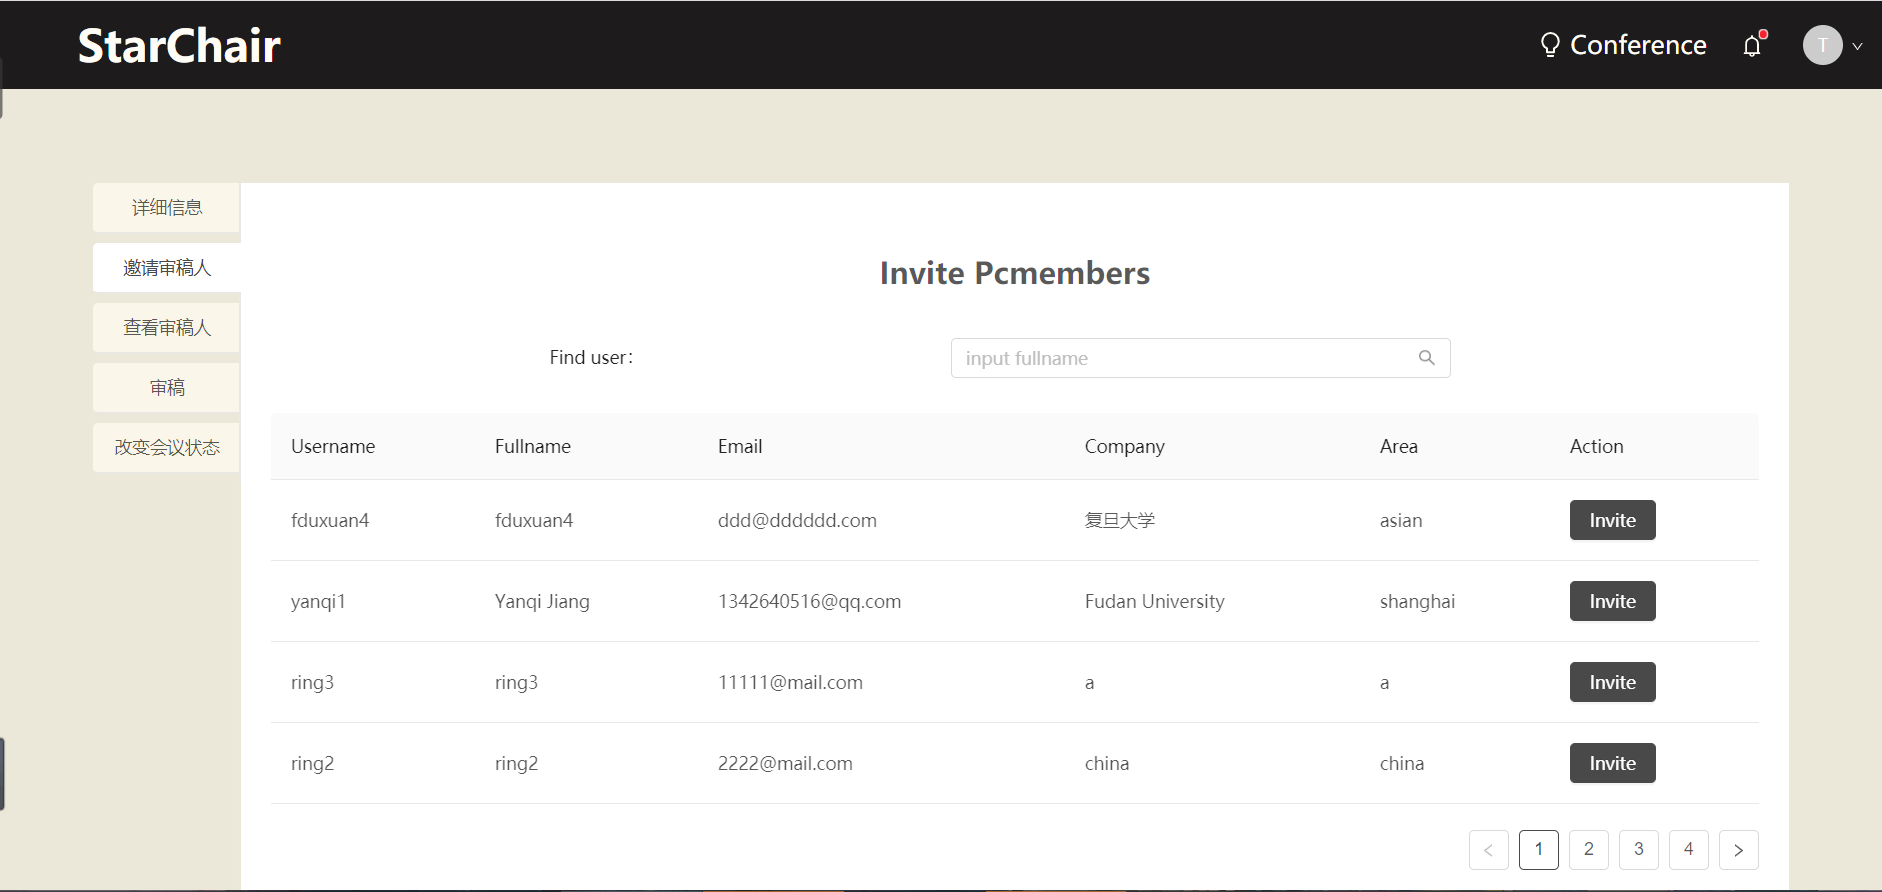 StarChair
Conference
T
详细信息
邀请审稿人
查看审稿人
审稿
改变会议状态
Invite Pcmembers
Find user:
input fullname
Username Fullname Email Company Area Action
fduxuan4 fduxuan4 ddd@dddddd.com 复旦大学 asian Invite
yanqi1 Yanqi Jiang 1342640516@qq.com Fudan University shanghai Invite
ring3 ring3 11111@mail.com a a Invite
ring2 ring2 2222@mail.com china china Invite
< 1 2 3 4 >